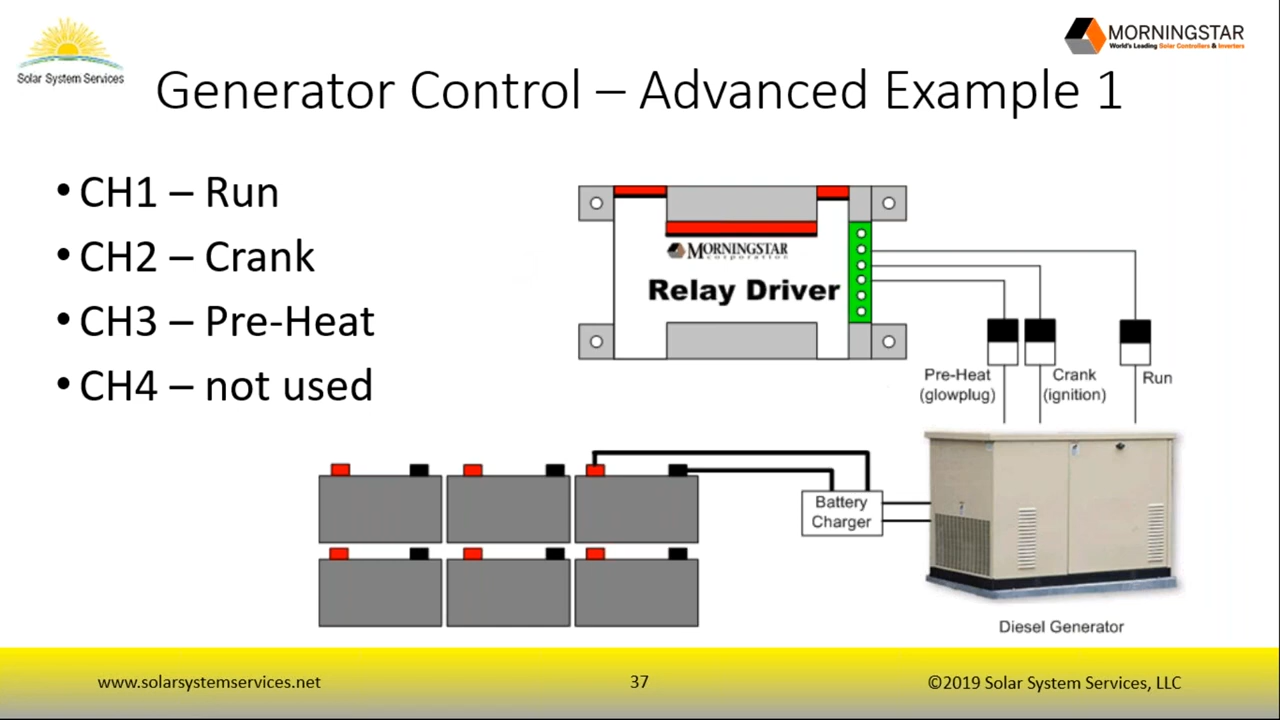 Solar System Services
MORNINGSTAR
World's Leading Solar Controllers & Inverters
Generator Control – Advanced Example 1
• CH1 – Run
• CH2 – Crank
• CH3 – Pre-Heat
• CH4 – not used
MORNINGSTAR
corporation
Relay Driver
Pre-Heat
(glowplug)
Crank
(ignition)
Run
Battery
Charger
Diesel Generator
www.solarsystemservices.net
37
©2019 Solar System Services, LLC